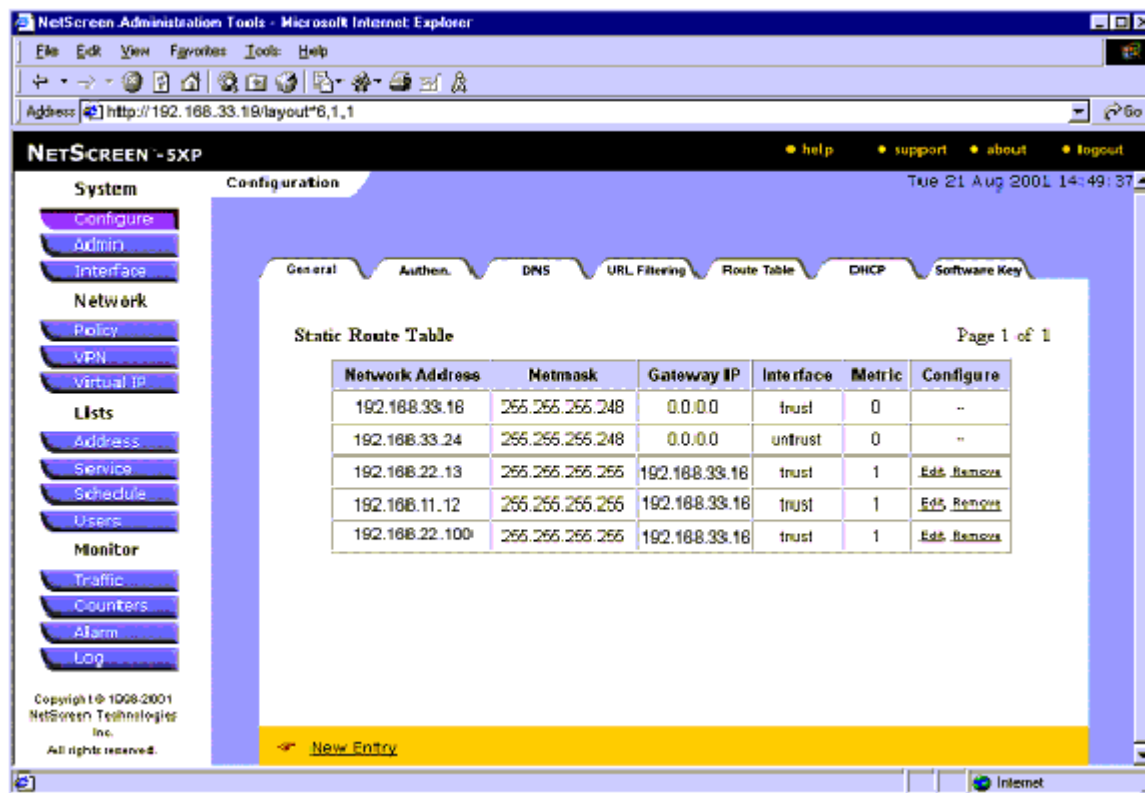 NetScreen Administration Tools - Microsoft Internet Explorer
File Edit View Favorites Tools Help
Address http://192.168.33.19/layout*6,1,1 Go
NETSCREEN-5XP
help support about logout
Configuration
Tue 21 Aug 2001 14:49:37
System
Configure
Admin
Interface
Network
Policy
VPN
Virtual IP
Lists
Address
Service
Schedule
Users
Monitor
Traffic
Counters
Alarm
Log
Copyright © 1998-2001
NetScreen Technologies
Inc.
All rights reserved.
General Authen. DNS URL Filtering Route Table DHCP Software Key
Static Route Table Page 1 of 1
Network Address Netmask Gateway IP Interface Metric Configure
192.168.33.16 255.255.255.248 0.0.0.0 trust 0 --
192.168.33.24 255.255.255.248 0.0.0.0 untrust 0 --
192.168.22.13 255.255.255.255 192.168.33.16 trust 1 Edit, Remove
192.168.11.12 255.255.255.255 192.168.33.16 trust 1 Edit, Remove
192.168.22.100 255.255.255.255 192.168.33.16 trust 1 Edit, Remove
New Entry
Internet